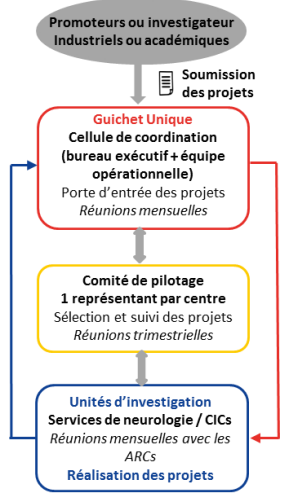 Promoteurs ou investigateur
Industriels ou académiques
Soumission
des projets
Guichet Unique
Cellule de coordination
(bureau exécutif + équipe
opérationnelle)
Porte d'entrée des projets
Réunions mensuelles
Comité de pilotage
1 représentant par centre
Sélection et suivi des projets
Réunions trimestrielles
Unités d'investigation
Services de neurologie / CICs
Réunions mensuelles avec les
ARCs
Réalisation des projets